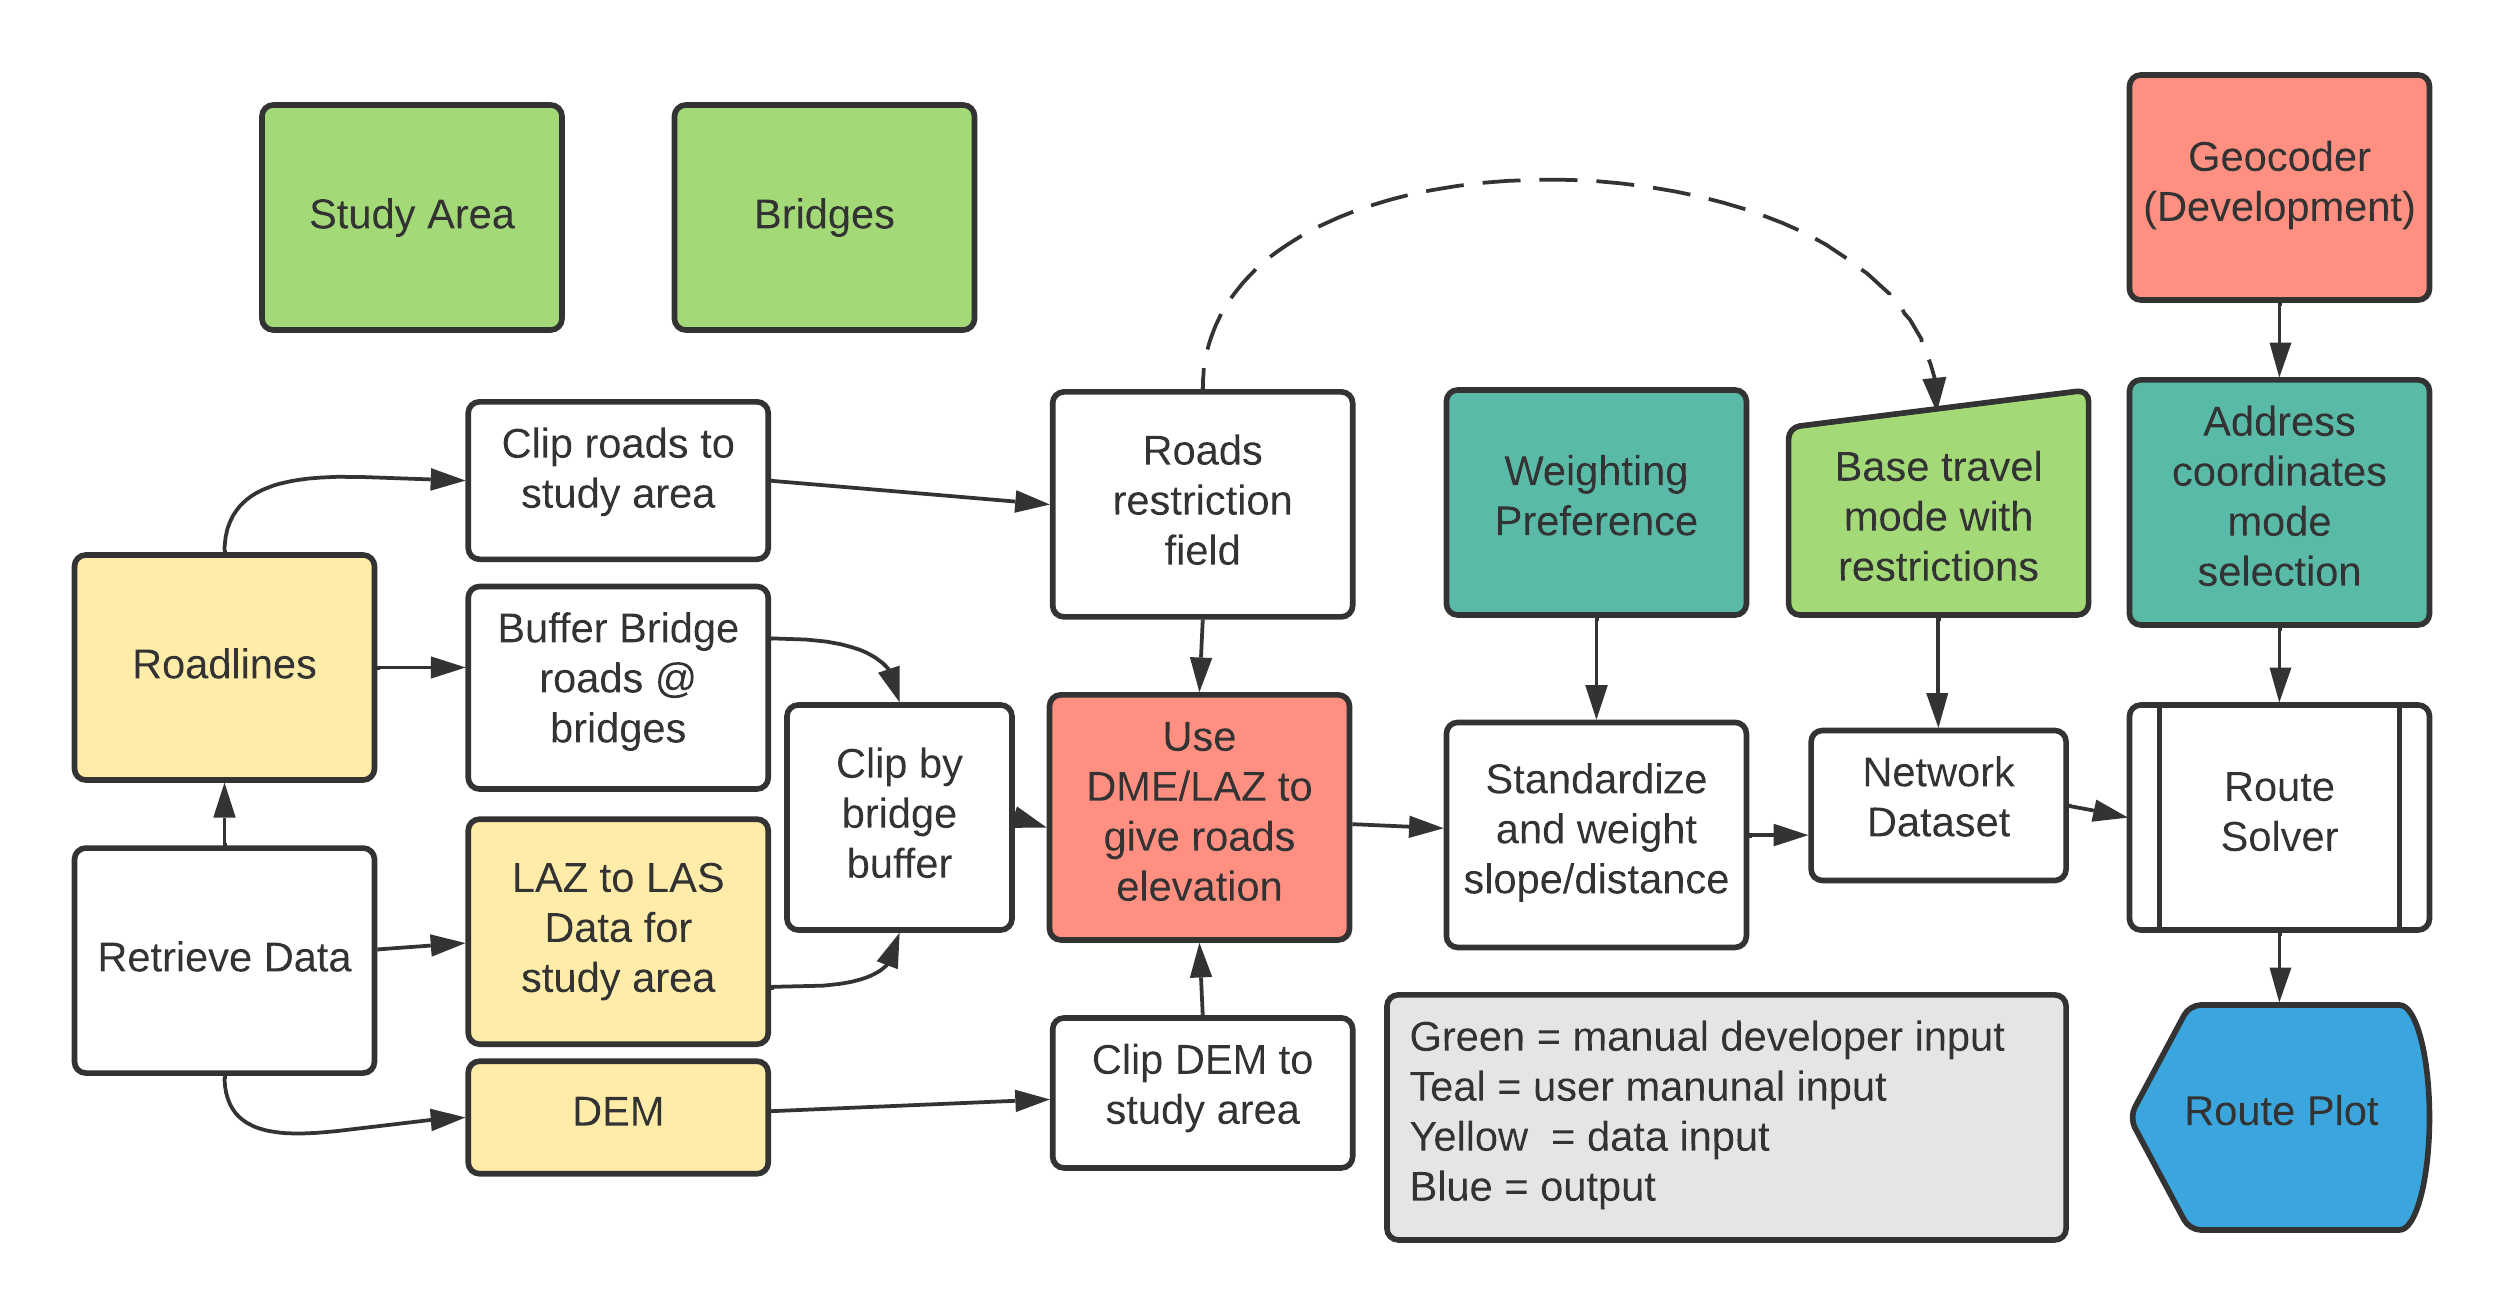 Study Area
Bridges
Geocoder
(Development)
Clip roads to
study area
Roads
restriction
field
Weighting
Preference
Base travel
mode with
restrictions
Address
coordinates
mode
selection
Roadlines
Buffer Bridge
roads @
bridges
Clip by
bridge
buffer
Use
DME/LAZ to
give roads
elevation
Standardize
and weight
slope/distance
Network
Dataset
Route
Solver
Retrieve Data
LAZ to LAS
Data for
study area
DEM
Clip DEM to
study area
Green = manual developer input
Teal = user manunal input
Yellow  = data input
Blue = output
Route Plot